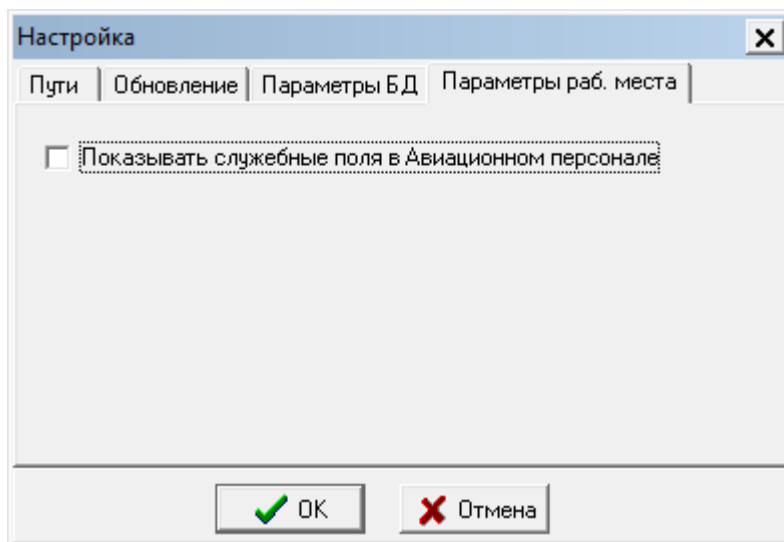 Настройка
Пути Обновление Параметры БД Параметры раб. места
Показывать служебные поля в Авиационном персонале
OK Отмена